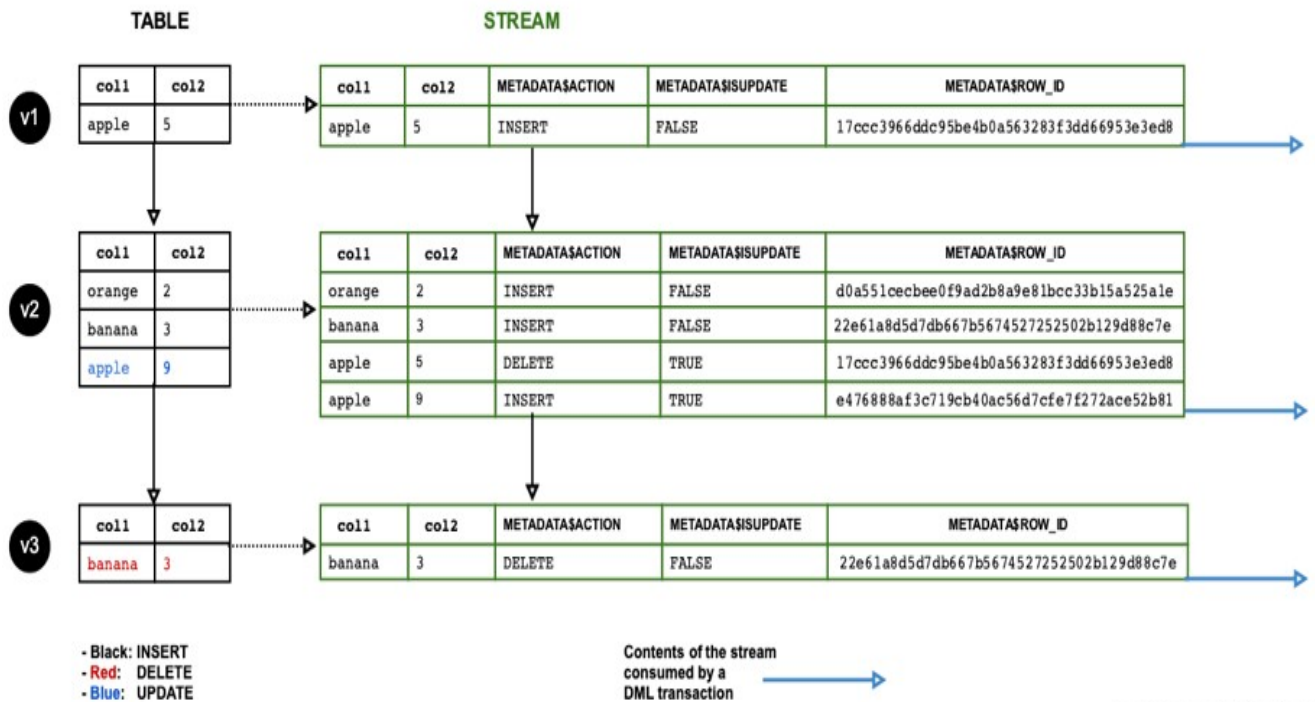 TABLE STREAM
v1
col1 col2
apple 5
col1 col2 METADATA$ACTION METADATA$ISUPDATE METADATA$ROW_ID
apple 5 INSERT FALSE 17ccc3966ddc95be4b0a563283f3dd66953e3ed8
v2
col1 col2
orange 2
banana 3
apple 9
col1 col2 METADATA$ACTION METADATA$ISUPDATE METADATA$ROW_ID
orange 2 INSERT FALSE d0a551cecbee0f9ad2b8a9e81bcc33b15a525a1e
banana 3 INSERT FALSE 22e61a8d5d7db667b5674527252502b129d88c7e
apple 5 DELETE TRUE 17ccc3966ddc95be4b0a563283f3dd66953e3ed8
apple 9 INSERT TRUE e476888af3c719cb40ac56d7cfe7f272ace52b81
v3
col1 col2
banana 3
col1 col2 METADATA$ACTION METADATA$ISUPDATE METADATA$ROW_ID
banana 3 DELETE FALSE 22e61a8d5d7db667b5674527252502b129d88c7e
- Black: INSERT
- Red: DELETE
- Blue: UPDATE
Contents of the stream
consumed by a
DML transaction